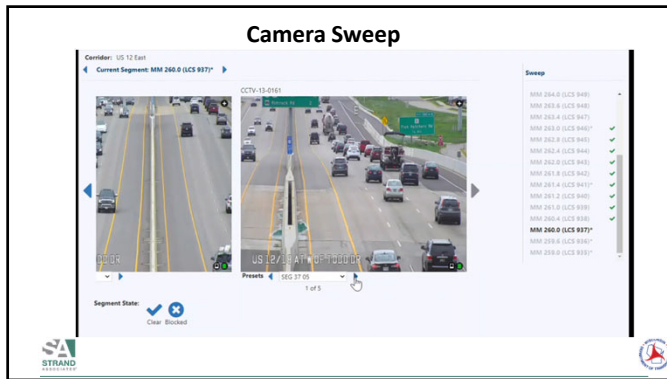 Camera Sweep
Corridor: US 12 East
Current Segment: MM 260.0 (LCS 937)*
Sweep
CCTV-13-0161
MM 264.0 (LCS 949)
MM 263.6 (LCS 948)
MM 263.4 (LCS 947)
MM 263.0 (LCS 946)*
MM 262.8 (LCS 945)
MM 262.4 (LCS 944)
MM 262.0 (LCS 943)
MM 261.8 (LCS 942)
MM 261.4 (LCS 941)*
MM 261.2 (LCS 940)
MM 261.0 (LCS 939)
MM 260.4 (LCS 938)
MM 260.0 (LCS 937)*
MM 259.6 (LCS 936)*
Presets SEG 37 05
1 of 5
Segment State:
Clear Blocked
SA
STRAND
ASSOCIATES